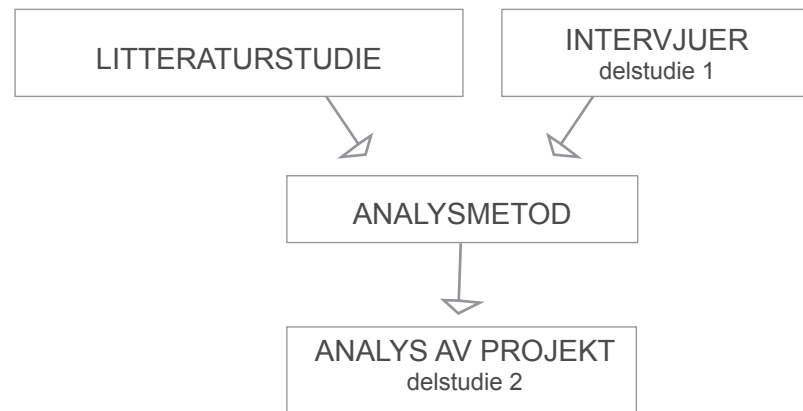 LITTERATURSTUDIE
INTERVJUER
delstudie 1
ANALYSMETOD
ANALYS AV PROJEKT
delstudie 2